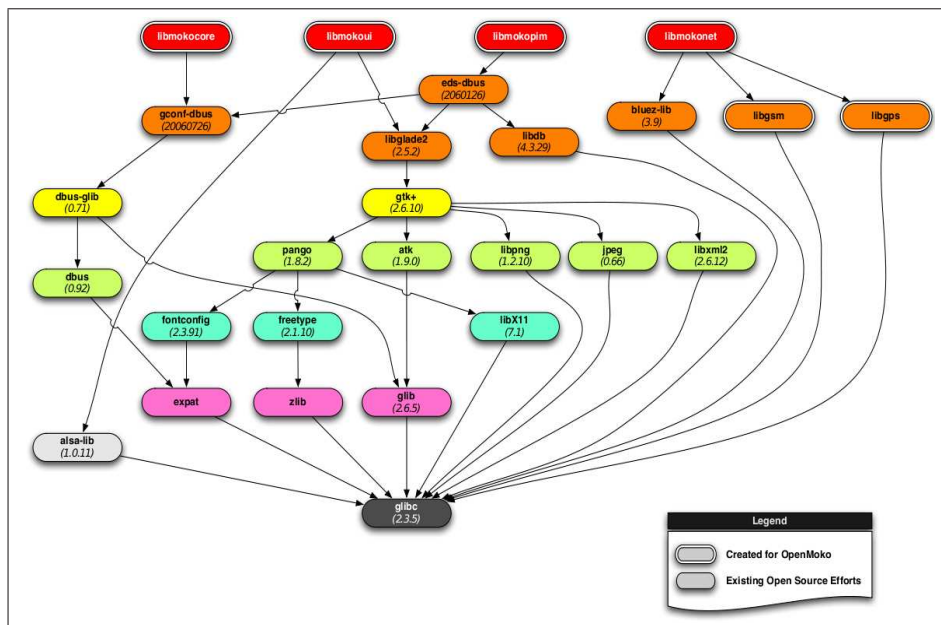 libmokocore
libmokoui
libmokopim
libmokonet
eds-dbus
(2060126)
gconf-dbus
(20060726)
bluez-lib
(3.9)
libgsm
libgps
libglade2
(2.5.2)
libdb
(4.3.29)
dbus-glib
(0.71)
gtk+
(2.6.10)
pango
(1.8.2)
atk
(1.9.0)
libpng
(1.2.10)
jpeg
(0.66)
libxml2
(2.6.12)
dbus
(0.92)
fontconfig
(2.3.91)
freetype
(2.1.10)
libX11
(7.1)
expat
zlib
glib
(2.6.5)
alsa-lib
(1.0.11)
glibc
(2.3.5)
Legend
Created for OpenMoko
Existing Open Source Efforts